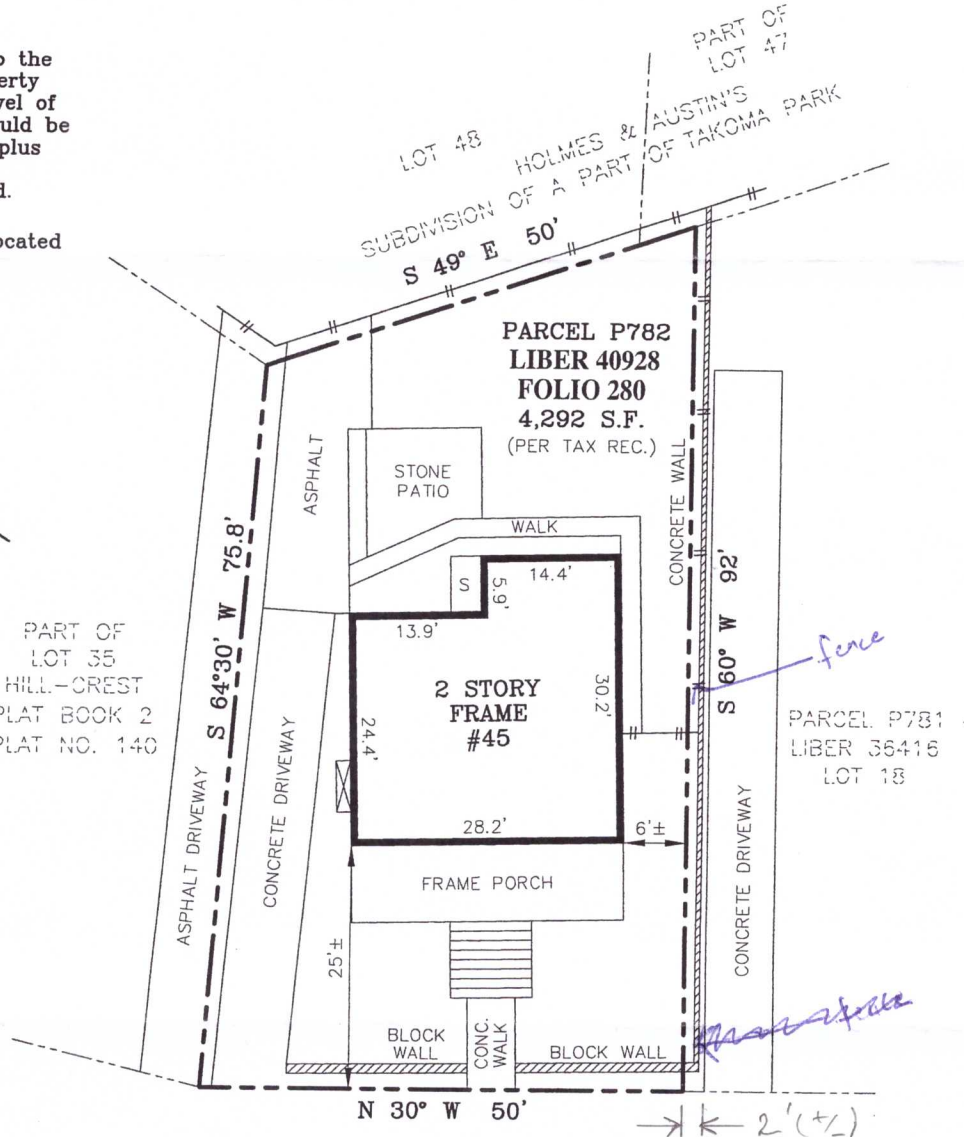 o the
erty
vel of
uld be
plus
d.
ocated
PART OF
LOT 47
LOT 48
HOLMES & AUSTIN'S
SUBDIVISION OF A PART OF TAKOMA PARK
S 49° E 50'
PARCEL P782
LIBER 40928
FOLIO 280
4,292 S.F.
(PER TAX REC.)
ASPHALT
STONE
PATIO
WALK
CONCRETE WALL
S 60° W 92'
S 64°30' W 75.8'
S
5.9'
14.4'
13.9'
PART OF
LOT 35
HILL-CREST
PLAT BOOK 2
PLAT NO. 140
2 STORY
FRAME
#45
30.2'
24.4'
28.2'
6'±
fence
PARCEL P781
LIBER 36416
LOT 18
ASPHALT DRIVEWAY
CONCRETE DRIVEWAY
CONCRETE DRIVEWAY
FRAME PORCH
25'±
BLOCK
WALL
CONC.
WALK
BLOCK WALL
N 30° W 50'
2'(+/-)